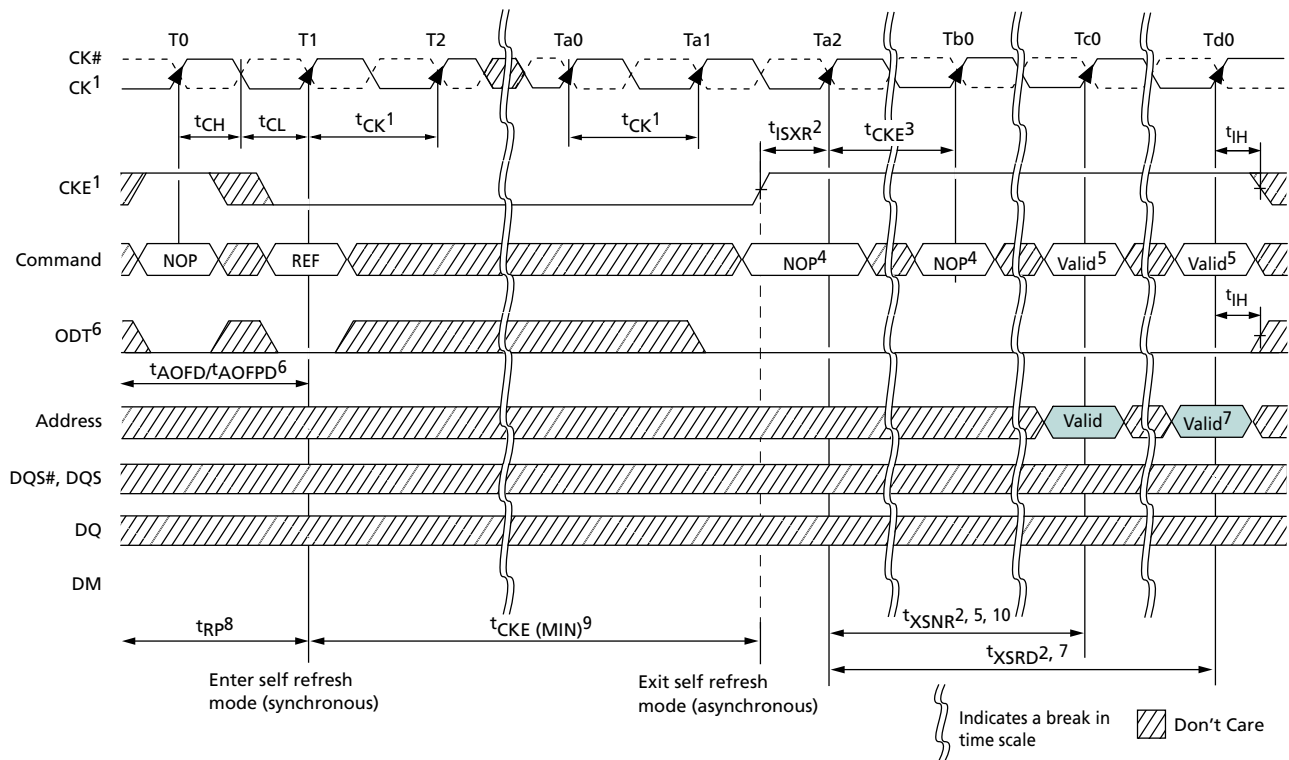 T0 T1 T2 Ta0 Ta1 Ta2 Tb0 Tc0 Td0
CK#
CK1
tCH tCL tCK1 tCK1 tISXR2 tCKE3 tIH
CKE1
Command NOP REF NOP4 NOP4 Valid5 Valid5
tIH
ODT6
tAOFD/tAOFPD6
Address Valid Valid7
DQS#, DQS
DQ
DM
tRP8 tCKE (MIN)9 tXSNR2, 5, 10
tXSRD2, 7
Enter self refresh
mode (synchronous)
Exit self refresh
mode (asynchronous)
Indicates a break in
time scale
Don't Care